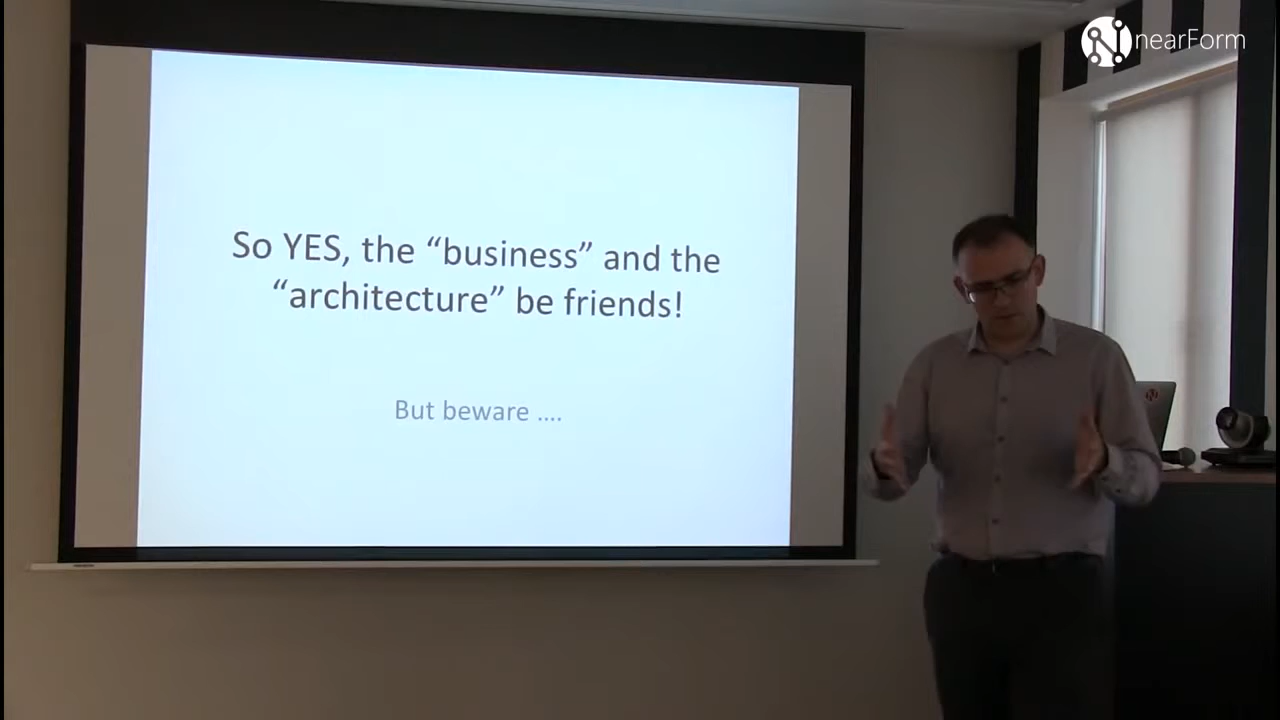 nearForm
So YES, the “business” and the
“architecture” be friends!
But beware ....